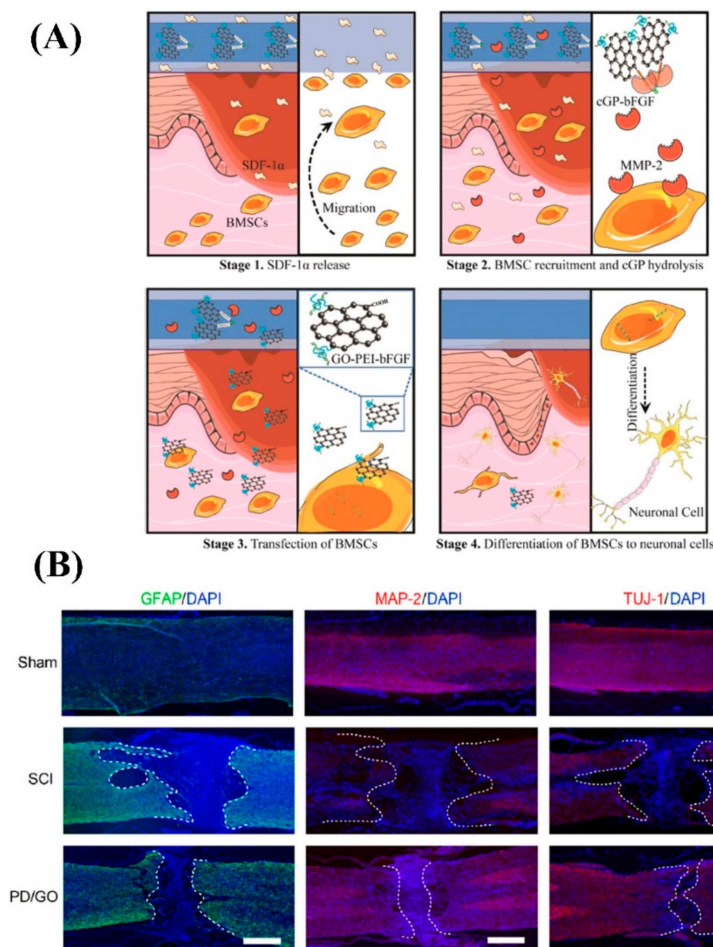 (A)
SDF-1α
BMSCs
Migration
Stage 1. SDF-1α release
cGP-bFGF
MMP-2
Stage 2. BMSC recruitment and cGP hydrolysis
COOR
GO-PEI-bFGF
Stage 3. Transfection of BMSCs
Differentiation
Neuronal Cell
Stage 4. Differentiation of BMSCs to neuronal cells
(B)
GFAP/DAPI
MAP-2/DAPI
TUJ-1/DAPI
Sham
SCI
PD/GO